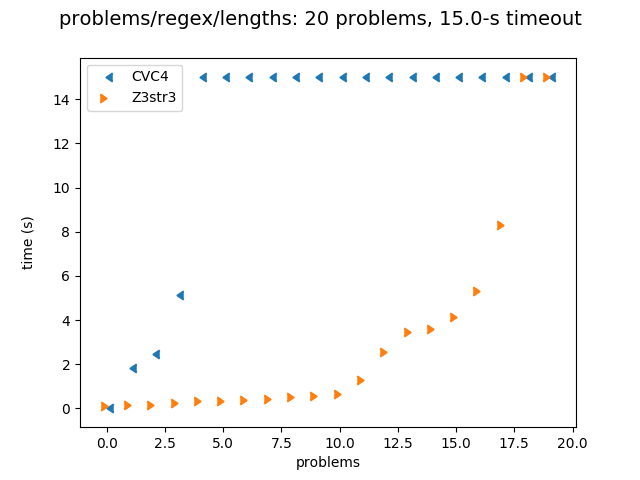 problems/regex/lengths: 20 problems, 15.0-s timeout
CVC4
Z3str3
14
12
10
8
6
4
2
0
time (s)
0.0 2.5 5.0 7.5 10.0 12.5 15.0 17.5 20.0
problems